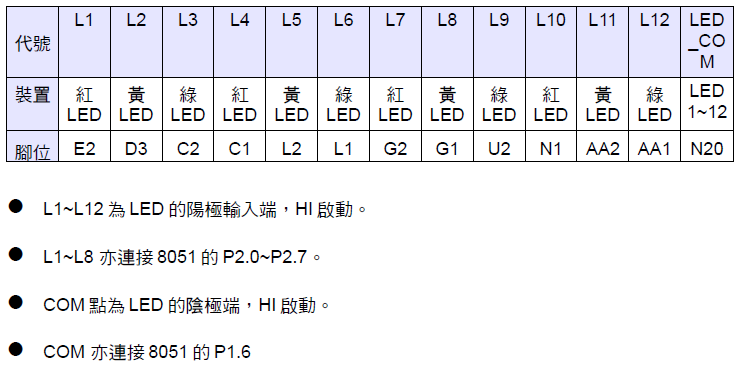 代號 L1 L2 L3 L4 L5 L6 L7 L8 L9 L10 L11 L12 LED_COM
裝置 紅LED 黃LED 綠LED 紅LED 黃LED 綠LED 紅LED 黃LED 綠LED 紅LED 黃LED 綠LED LED 1~12
腳位 E2 D3 C2 C1 L2 L1 G2 G1 U2 N1 AA2 AA1 N20
● L1~L12 為 LED 的陽極輸入端，HI 啟動。
● L1~L8 亦連接 8051 的 P2.0~P2.7。
● COM 點為 LED 的陰極端，HI 啟動。
● COM 亦連接 8051 的 P1.6